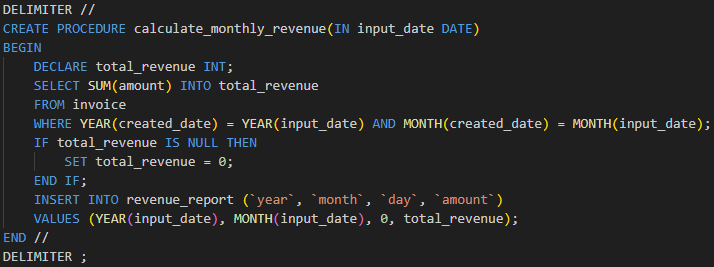 DELIMITER //
CREATE PROCEDURE calculate_monthly_revenue(IN input_date DATE)
BEGIN
    DECLARE total_revenue INT;
    SELECT SUM(amount) INTO total_revenue
    FROM invoice
    WHERE YEAR(created_date) = YEAR(input_date) AND MONTH(created_date) = MONTH(input_date);
    IF total_revenue IS NULL THEN
        SET total_revenue = 0;
    END IF;
    INSERT INTO revenue_report (`year`, `month`, `day`, `amount`)
    VALUES (YEAR(input_date), MONTH(input_date), 0, total_revenue);
END //
DELIMITER ;